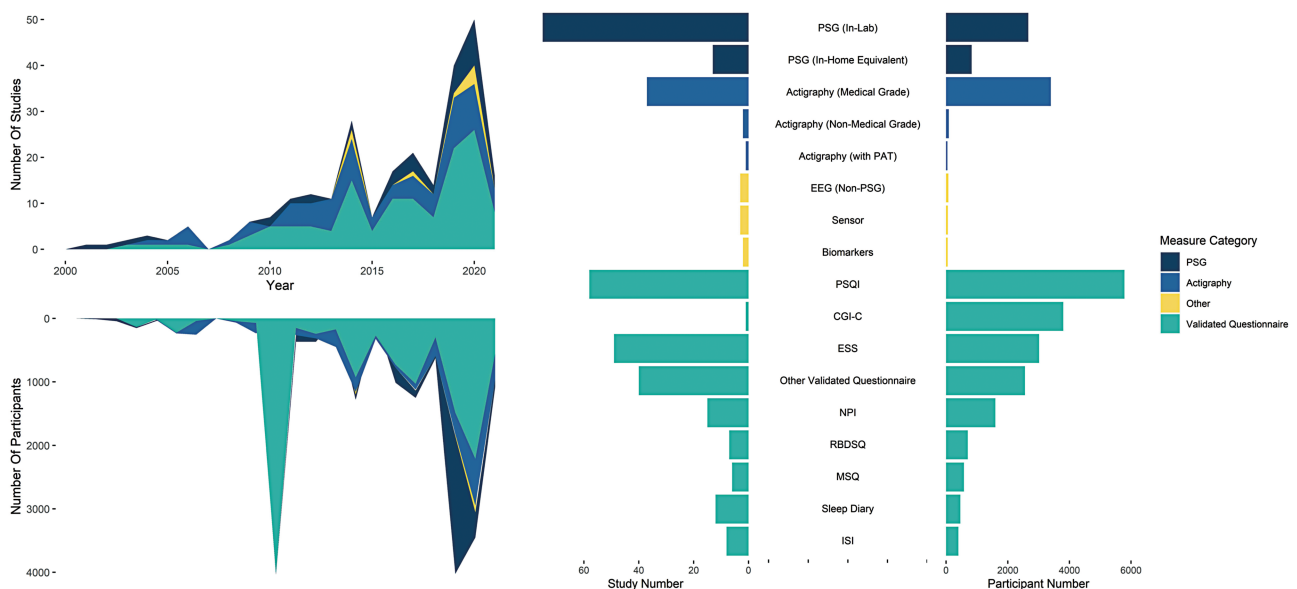 50
40
30
20
10
0
Number Of Studies
2000
2005
2010
2015
2020
Year
0
1000
2000
3000
4000
Number Of Participants
PSG (In-Lab)
PSG (In-Home Equivalent)
Actigraphy (Medical Grade)
Actigraphy (Non-Medical Grade)
Actigraphy (with PAT)
EEG (Non-PSG)
Sensor
Biomarkers
PSQI
CGI-C
ESS
Other Validated Questionnaire
NPI
RBDSQ
MSQ
Sleep Diary
ISI
60
40
20
0
Study Number
0
2000
4000
6000
Participant Number
Measure Category
PSG
Actigraphy
Other
Validated Questionnaire